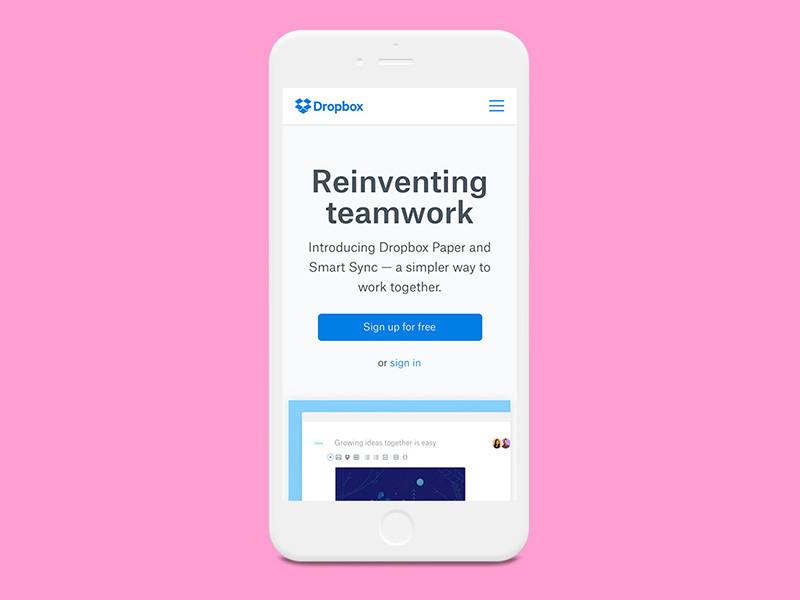 Dropbox
Reinventing
teamwork
Introducing Dropbox Paper and
Smart Sync — a simpler way to
work together.
Sign up for free
or sign in
Growing ideas together is easy